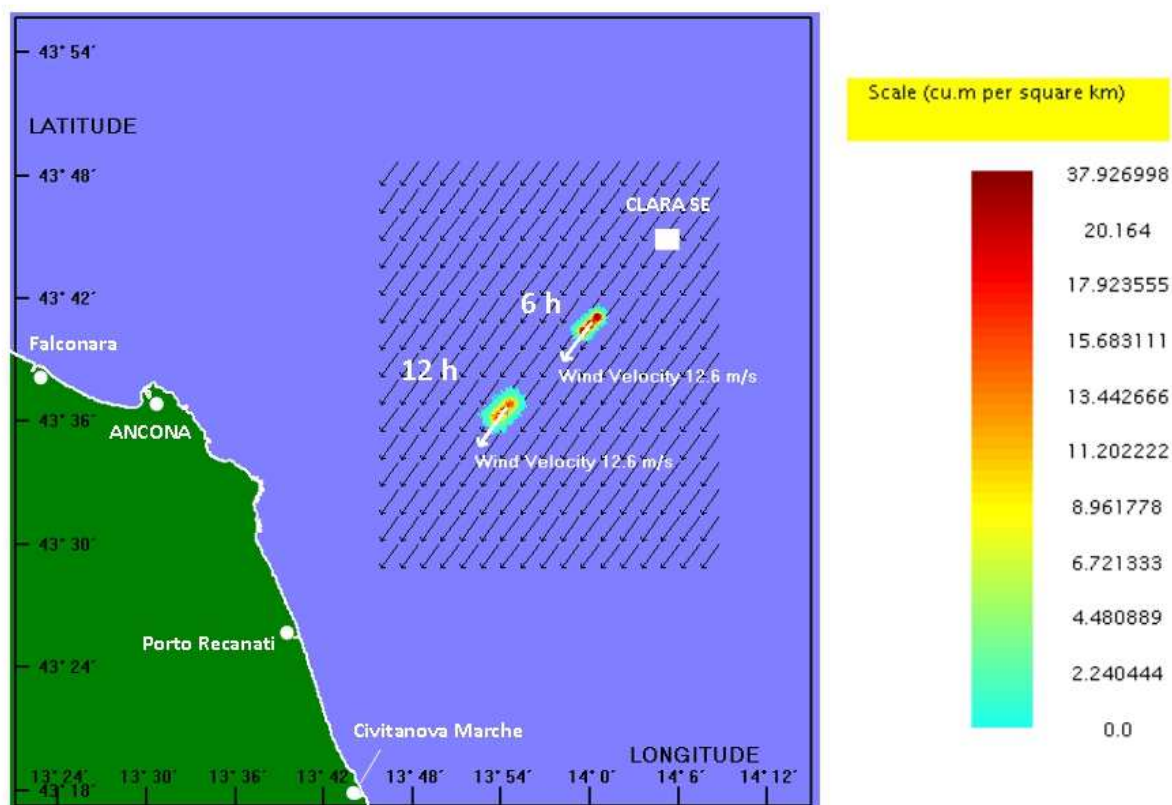 43° 54´
LATITUDE
43° 48´
CLARA SE
43° 42´
6 h
Falconara
12 h
Wind Velocity 12.6 m/s
43° 36´
ANCONA
Wind Velocity 12.6 m/s
43° 30´
Porto Recanati
43° 24´
Civitanova Marche
LONGITUDE
13° 24´ 13° 30´ 13° 36´ 13° 42´ 13° 48´ 13° 54´ 14° 0´ 14° 6´ 14° 12´
43° 18´
Scale (cu.m per square km)
37.926998
20.164
17.923555
15.683111
13.442666
11.202222
8.961778
6.721333
4.480889
2.240444
0.0